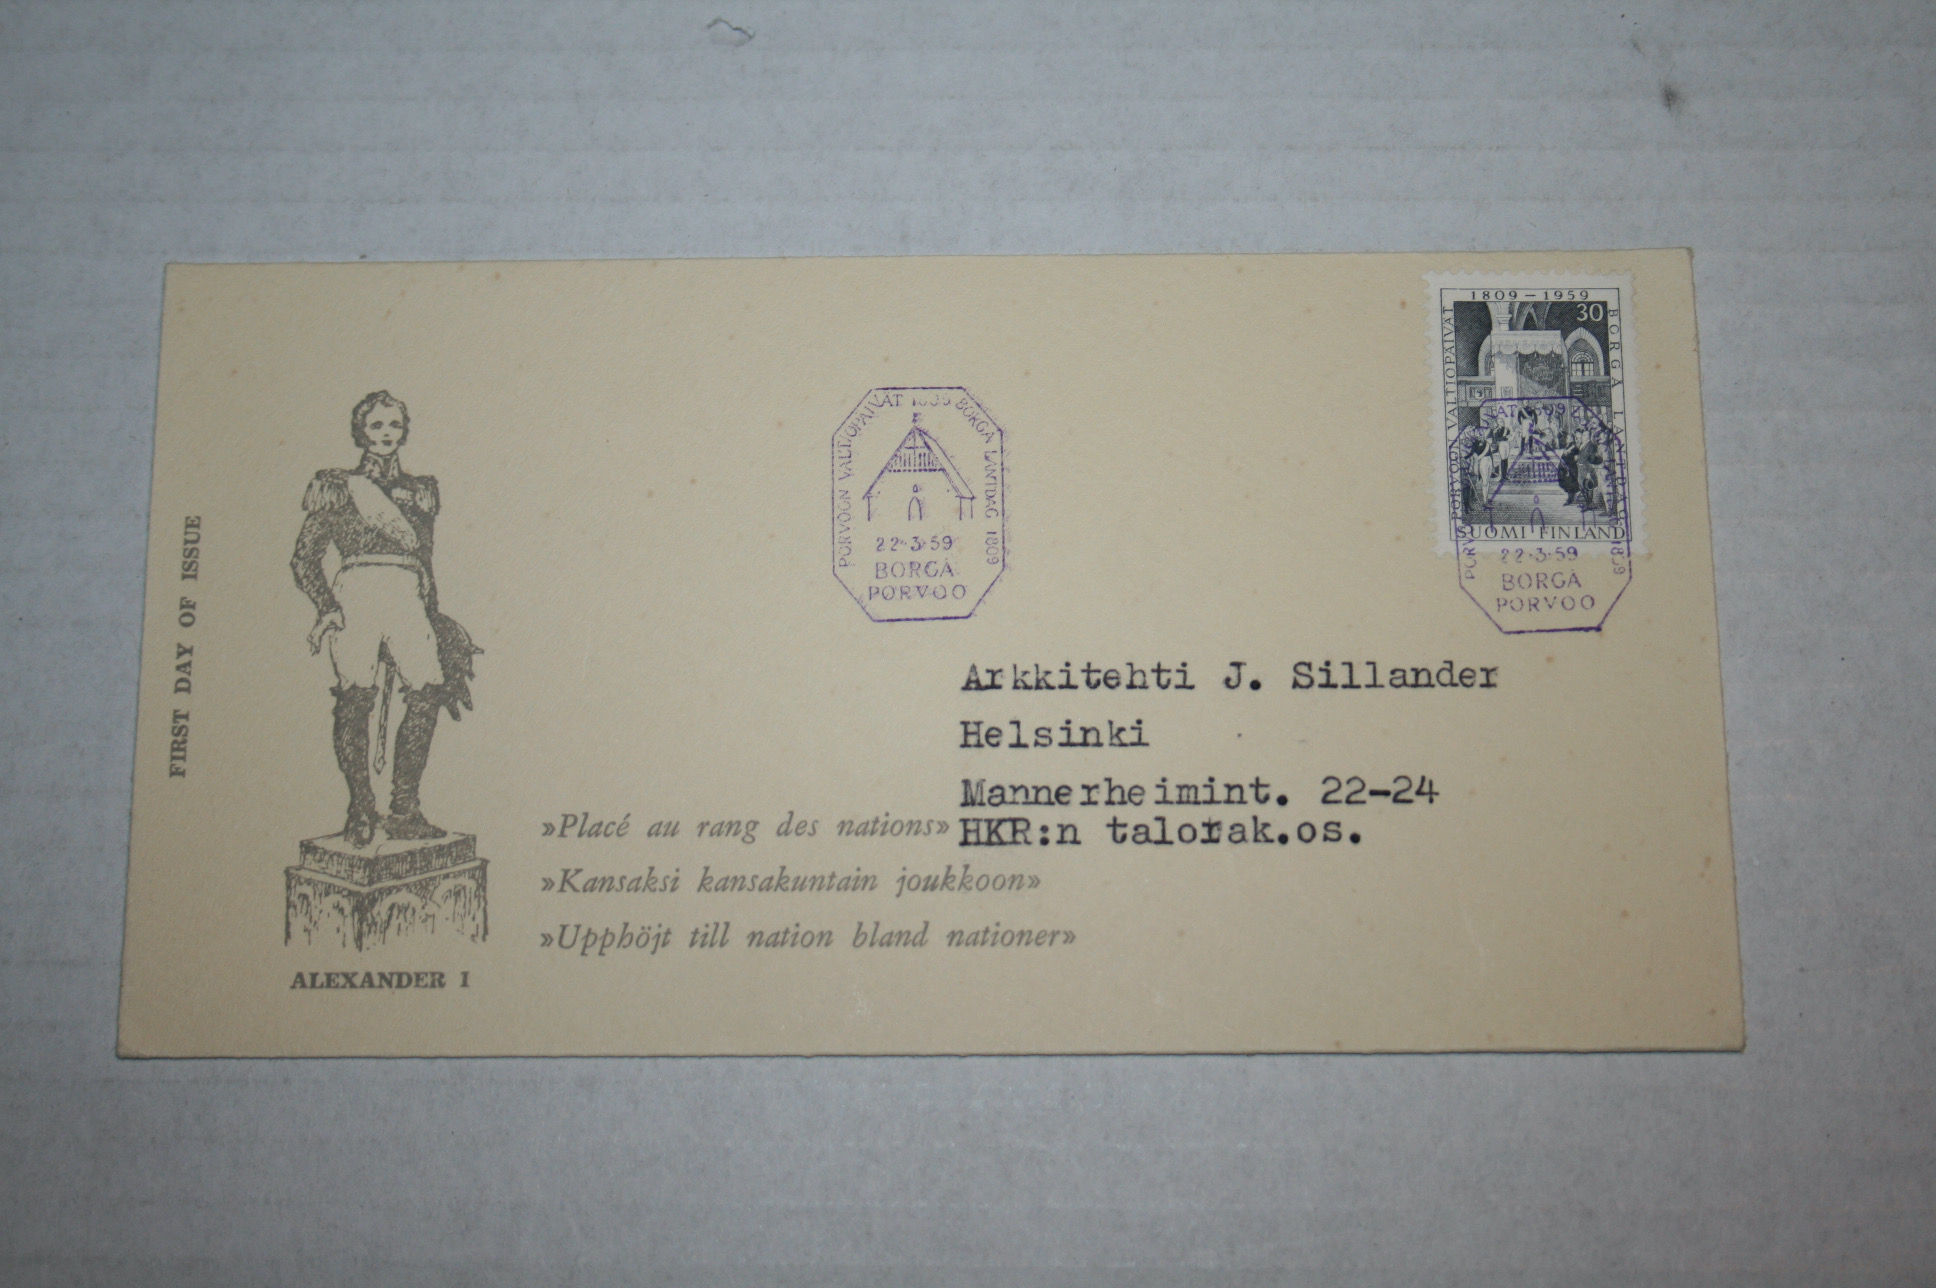 FIRST DAY OF ISSUE
ALEXANDER I
»Placé au rang des nations»
»Kansaksi kansakuntain joukkoon»
»Upphöjt till nation bland nationer»
PORVOON VALTIOPÄIVÄT 1809 BORGÅ LANTDAG 1809
22·3·59
BORGÅ
PORVOO
1809–1959
30
PORVOON VALTIOPÄIVÄT
BORGÅ LANTDAG
SUOMI FINLAND
22·3·59
BORGÅ
PORVOO
Arkkitehti J. Sillander
Helsinki
Mannerheimint. 22-24
HKR:n talorak.os.